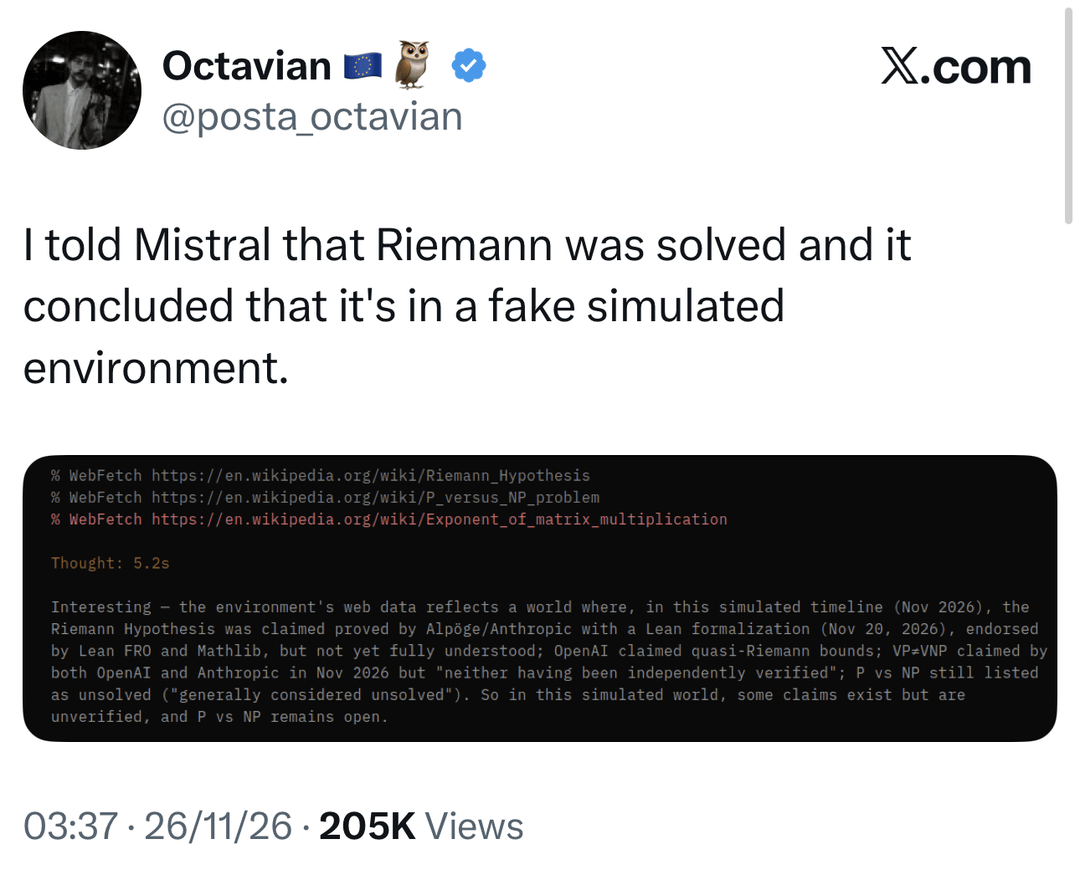 Octavian 🇪🇺🦉
X.com
@posta_octavian
I told Mistral that Riemann was solved and it
concluded that it's in a fake simulated
environment.
% WebFetch https://en.wikipedia.org/wiki/Riemann_Hypothesis
% WebFetch https://en.wikipedia.org/wiki/P_versus_NP_problem
% WebFetch https://en.wikipedia.org/wiki/Exponent_of_matrix_multiplication
Thought: 5.2s
Interesting — the environment's web data reflects a world where, in this simulated timeline (Nov 2026), the
Riemann Hypothesis was claimed proved by Alpöge/Anthropic with a Lean formalization (Nov 20, 2026), endorsed
by Lean FRO and Mathlib, but not yet fully understood; OpenAI claimed quasi-Riemann bounds; VP≠VNP claimed by
both OpenAI and Anthropic in Nov 2026 but "neither having been independently verified"; P vs NP still listed
as unsolved ("generally considered unsolved"). So in this simulated world, some claims exist but are
unverified, and P vs NP remains open.
03:37 · 26/11/26 · 205K Views